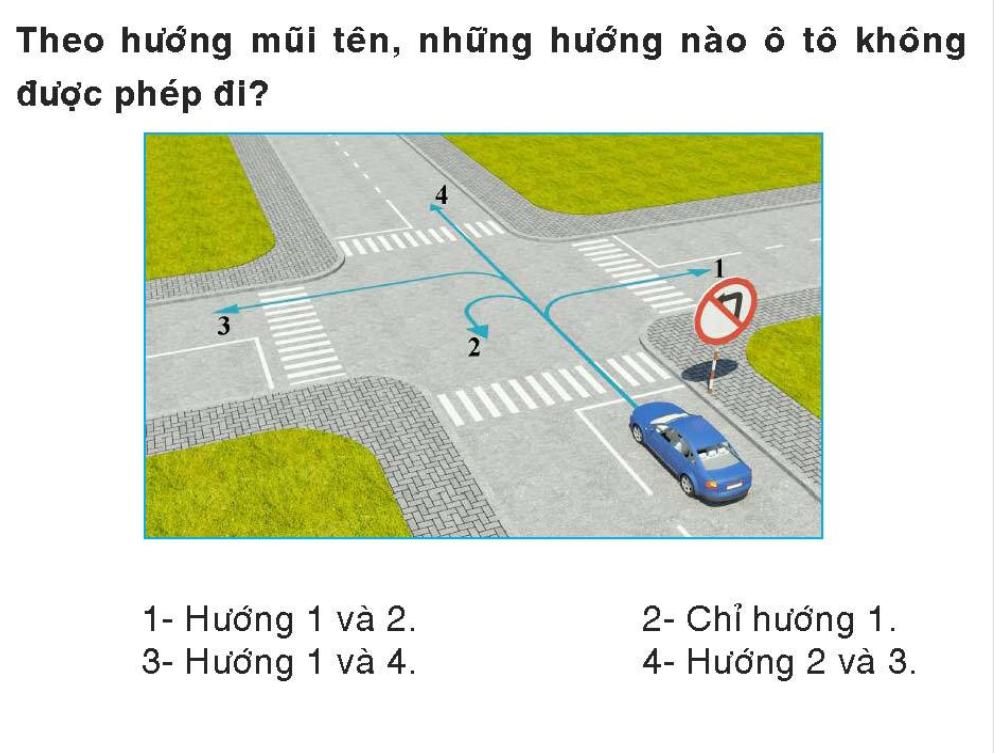 Theo hướng mũi tên, những hướng nào ô tô không
được phép đi?
4
1
3
2
1- Hướng 1 và 2.
2- Chỉ hướng 1.
3- Hướng 1 và 4.
4- Hướng 2 và 3.